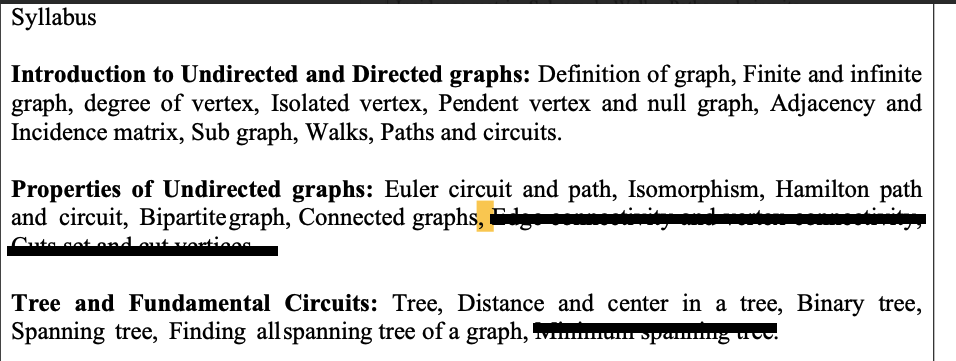 Syllabus
Introduction to Undirected and Directed graphs: Definition of graph, Finite and infinite
graph, degree of vertex, Isolated vertex, Pendent vertex and null graph, Adjacency and
Incidence matrix, Sub graph, Walks, Paths and circuits.
Properties of Undirected graphs: Euler circuit and path, Isomorphism, Hamilton path
and circuit, Bipartite graph, Connected graphs, Edge connectivity and vertex connectivity,
Cuts set and cut vertices
Tree and Fundamental Circuits: Tree, Distance and center in a tree, Binary tree,
Spanning tree, Finding all spanning tree of a graph, Minimum spanning tree.